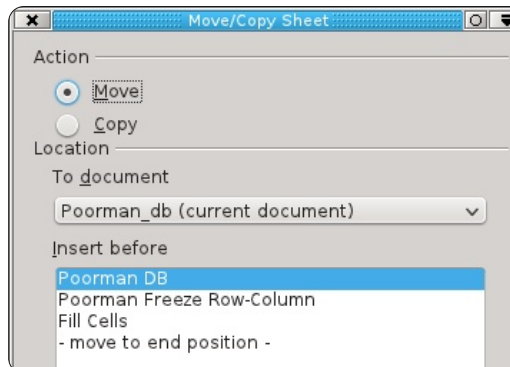 Move/Copy Sheet
Action
Move
Copy
Location
To document
Poorman_db (current document)
Insert before
Poorman DB
Poorman Freeze Row-Column
Fill Cells
- move to end position -